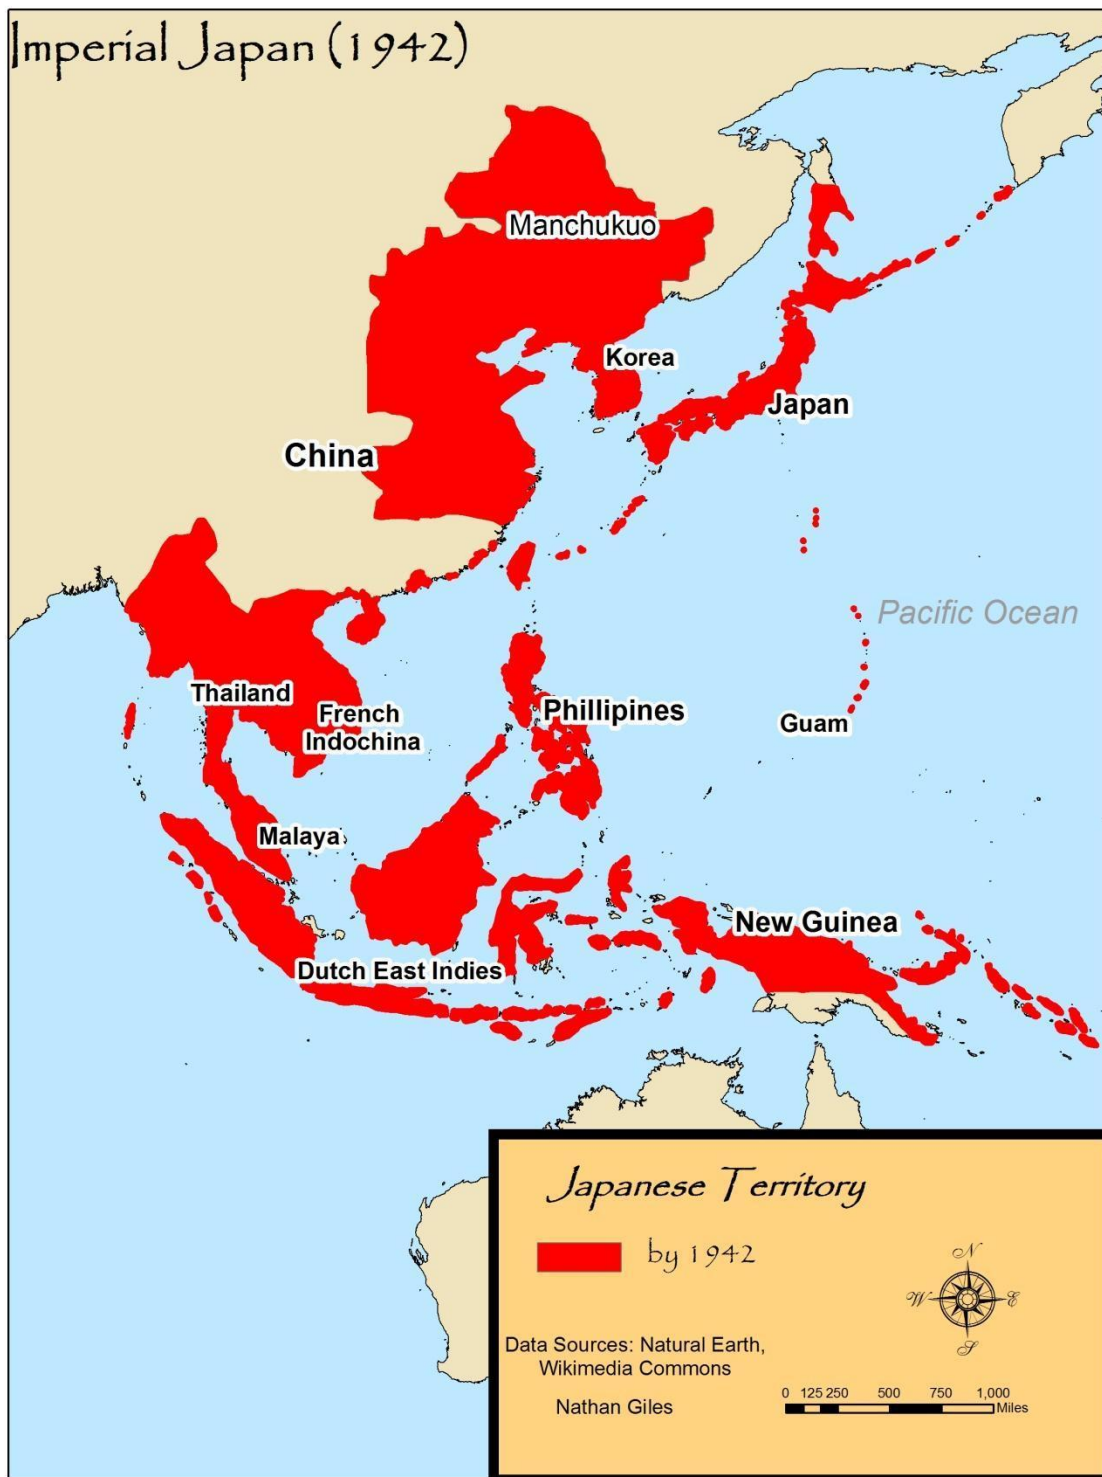 Imperial Japan (1942)
Manchukuo
Korea
Japan
China
Pacific Ocean
Thailand
French
Indochina
Phillipines
Guam
Malaya
New Guinea
Dutch East Indies
Japanese Territory
by 1942
N
W E
S
Data Sources: Natural Earth,
Wikimedia Commons
Nathan Giles
0 125 250 500 750 1,000
Miles